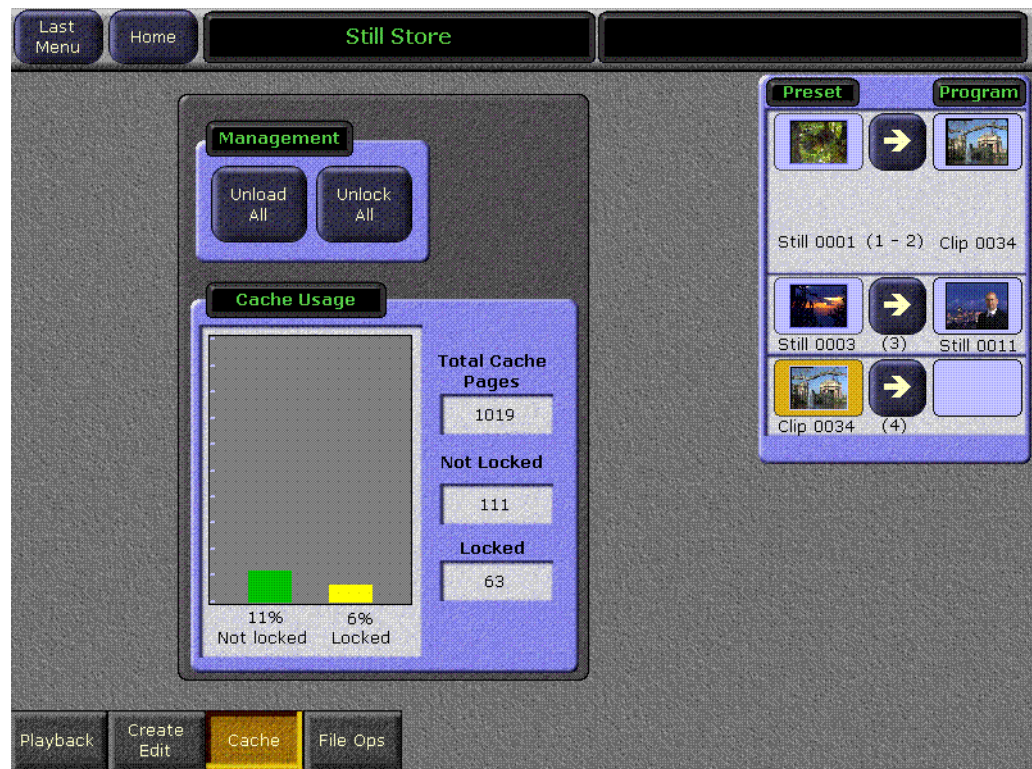 Last
Menu
Home
Still Store
Preset
Program
Management
Unload
All
Unlock
All
Still 0001 (1 - 2) Clip 0034
Still 0003 (3) Still 0011
Clip 0034 (4)
Cache Usage
Total Cache
Pages
1019
Not Locked
111
Locked
63
11%
Not locked
6%
Locked
Playback
Create
Edit
Cache
File Ops